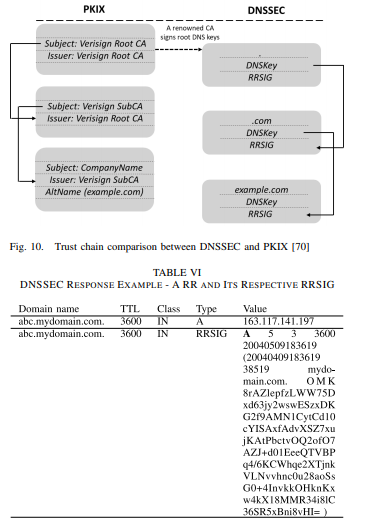 PKIX
DNSSEC
Subject: Verisign Root CA
Issuer: Verisign Root CA
A renowned CA
signs root DNS keys
.
DNSKey
RRSIG
Subject: Verisign SubCA
Issuer: Verisign Root CA
.com
DNSKey
RRSIG
Subject: CompanyName
Issuer: Verisign SubCA
AltName (example.com)
example.com
DNSKey
RRSIG
Fig. 10. Trust chain comparison between DNSSEC and PKIX [70]
TABLE VI
DNSSEC RESPONSE EXAMPLE - A RR AND ITS RESPECTIVE RRSIG
Domain name TTL Class Type Value
abc.mydomain.com. 3600 IN A 163.117.141.197
abc.mydomain.com. 3600 IN RRSIG A 5 3 3600
20040509183619
(20040409183619
38519 mydo-
main.com. OMK
8rAZlepfzLWW75D
xd63jy2wswESzxDK
G2f9AMN1CytCd10
cYISAxfAdvXSZ7xu
jKAtPbctvOQ2ofO7
AZJ+d01EeeQTVBP
q4/6KCWhqe2XTjnk
VLNvvhnc0u28aoSs
G0+4InvkkOHknKx
w4kX18MMR34i8lC
36SR5xBni8vHI= )